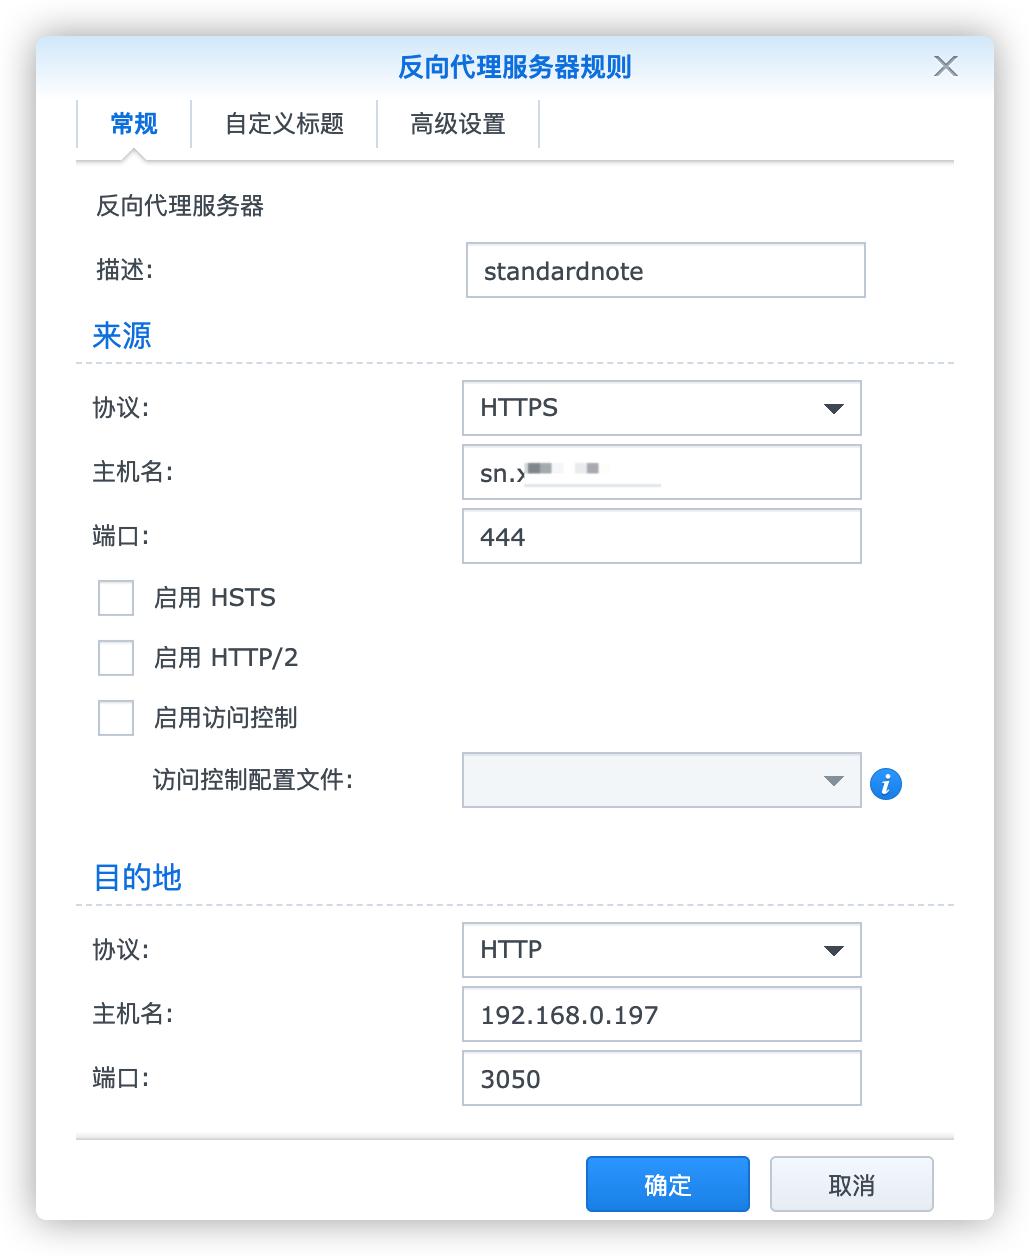 反向代理服务器规则
常规 自定义标题 高级设置
反向代理服务器
描述: standardnote
来源
协议: HTTPS
主机名: sn.x
端口: 444
启用 HSTS
启用 HTTP/2
启用访问控制
访问控制配置文件:
目的地
协议: HTTP
主机名: 192.168.0.197
端口: 3050
确定 取消